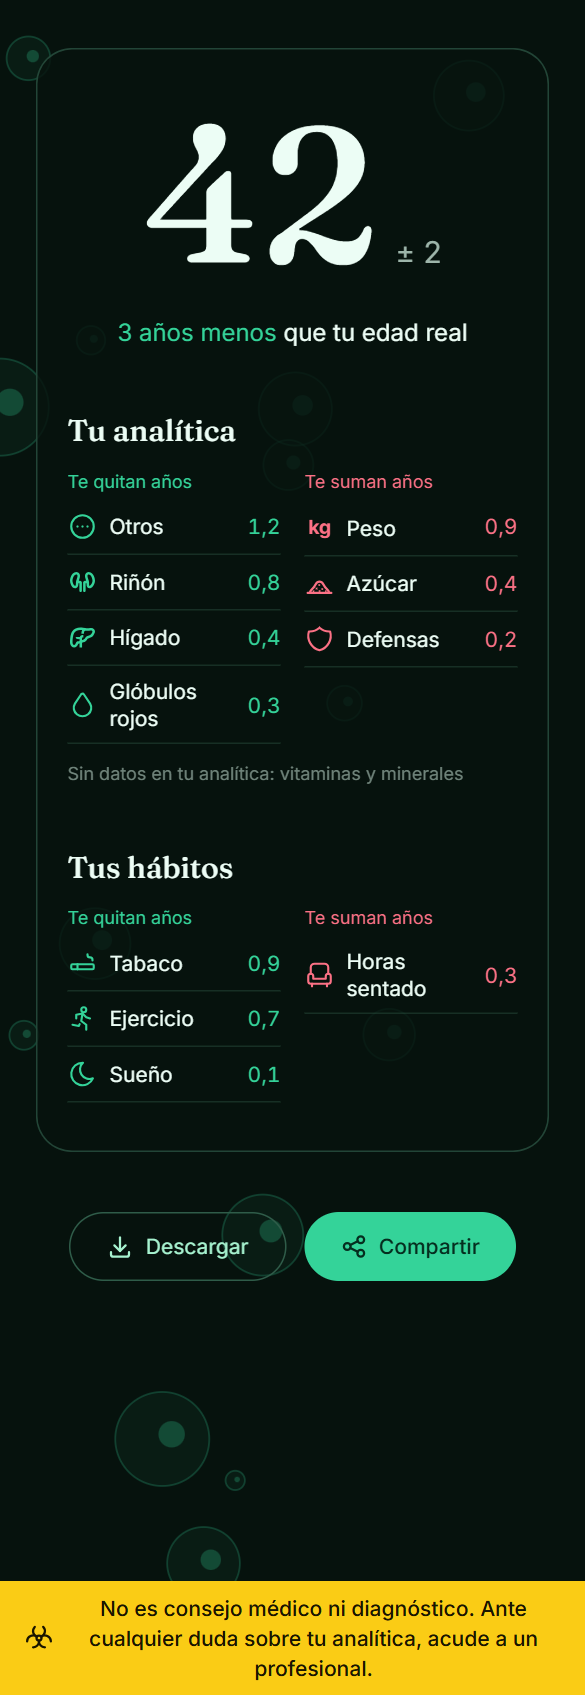 42 ± 2
3 años menos que tu edad real
Tu analítica
Te quitan años
Otros 1,2
Riñón 0,8
Hígado 0,4
Glóbulos
rojos 0,3
Te suman años
kg Peso 0,9
Azúcar 0,4
Defensas 0,2
Sin datos en tu analítica: vitaminas y minerales
Tus hábitos
Te quitan años
Tabaco 0,9
Ejercicio 0,7
Sueño 0,1
Te suman años
Horas
sentado 0,3
Descargar
Compartir
No es consejo médico ni diagnóstico. Ante
cualquier duda sobre tu analítica, acude a un
profesional.